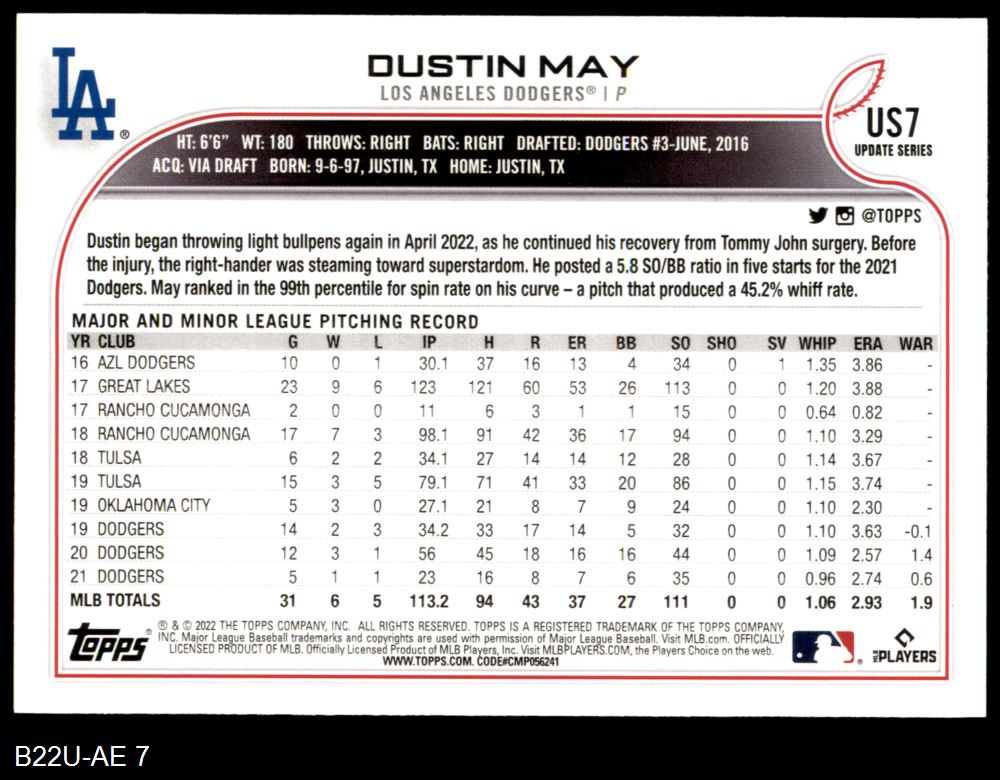 LA ®
DUSTIN MAY
LOS ANGELES DODGERS® | P
US7
UPDATE SERIES
HT: 6'6" WT: 180 THROWS: RIGHT BATS: RIGHT DRAFTED: DODGERS #3-JUNE, 2016
ACQ: VIA DRAFT BORN: 9-6-97, JUSTIN, TX HOME: JUSTIN, TX
@TOPPS
Dustin began throwing light bullpens again in April 2022, as he continued his recovery from Tommy John surgery. Before
the injury, the right-hander was steaming toward superstardom. He posted a 5.8 SO/BB ratio in five starts for the 2021
Dodgers. May ranked in the 99th percentile for spin rate on his curve – a pitch that produced a 45.2% whiff rate.
MAJOR AND MINOR LEAGUE PITCHING RECORD
YR CLUB G W L IP H R ER BB SO SHO SV WHIP ERA WAR
16 AZL DODGERS 10 0 1 30.1 37 16 13 4 34 0 1 1.35 3.86 -
17 GREAT LAKES 23 9 6 123 121 60 53 26 113 0 0 1.20 3.88 -
17 RANCHO CUCAMONGA 2 0 0 11 6 3 1 1 15 0 0 0.64 0.82 -
18 RANCHO CUCAMONGA 17 7 3 98.1 91 42 36 17 94 0 0 1.10 3.29 -
18 TULSA 6 2 2 34.1 27 14 14 12 28 0 0 1.14 3.67 -
19 TULSA 15 3 5 79.1 71 41 33 20 86 0 0 1.15 3.74 -
19 OKLAHOMA CITY 5 3 0 27.1 21 8 7 9 24 0 0 1.10 2.30 -
19 DODGERS 14 2 3 34.2 33 17 14 5 32 0 0 1.10 3.63 -0.1
20 DODGERS 12 3 1 56 45 18 16 16 44 0 0 1.09 2.57 1.4
21 DODGERS 5 1 1 23 16 8 7 6 35 0 0 0.96 2.74 0.6
MLB TOTALS 31 6 5 113.2 94 43 37 27 111 0 0 1.06 2.93 1.9
topps ®
® & © 2022 THE TOPPS COMPANY, INC. ALL RIGHTS RESERVED. TOPPS IS A REGISTERED TRADEMARK OF THE TOPPS COMPANY,
INC. Major League Baseball trademarks and copyrights are used with permission of Major League Baseball. Visit MLB.com. OFFICIALLY
LICENSED PRODUCT OF MLB. Officially Licensed Product of MLB Players, Inc. Visit MLBPLAYERS.COM, the Players Choice on the web.
WWW.TOPPS.COM. CODE#CMP056241
®
MLB PLAYERS
B22U-AE 7